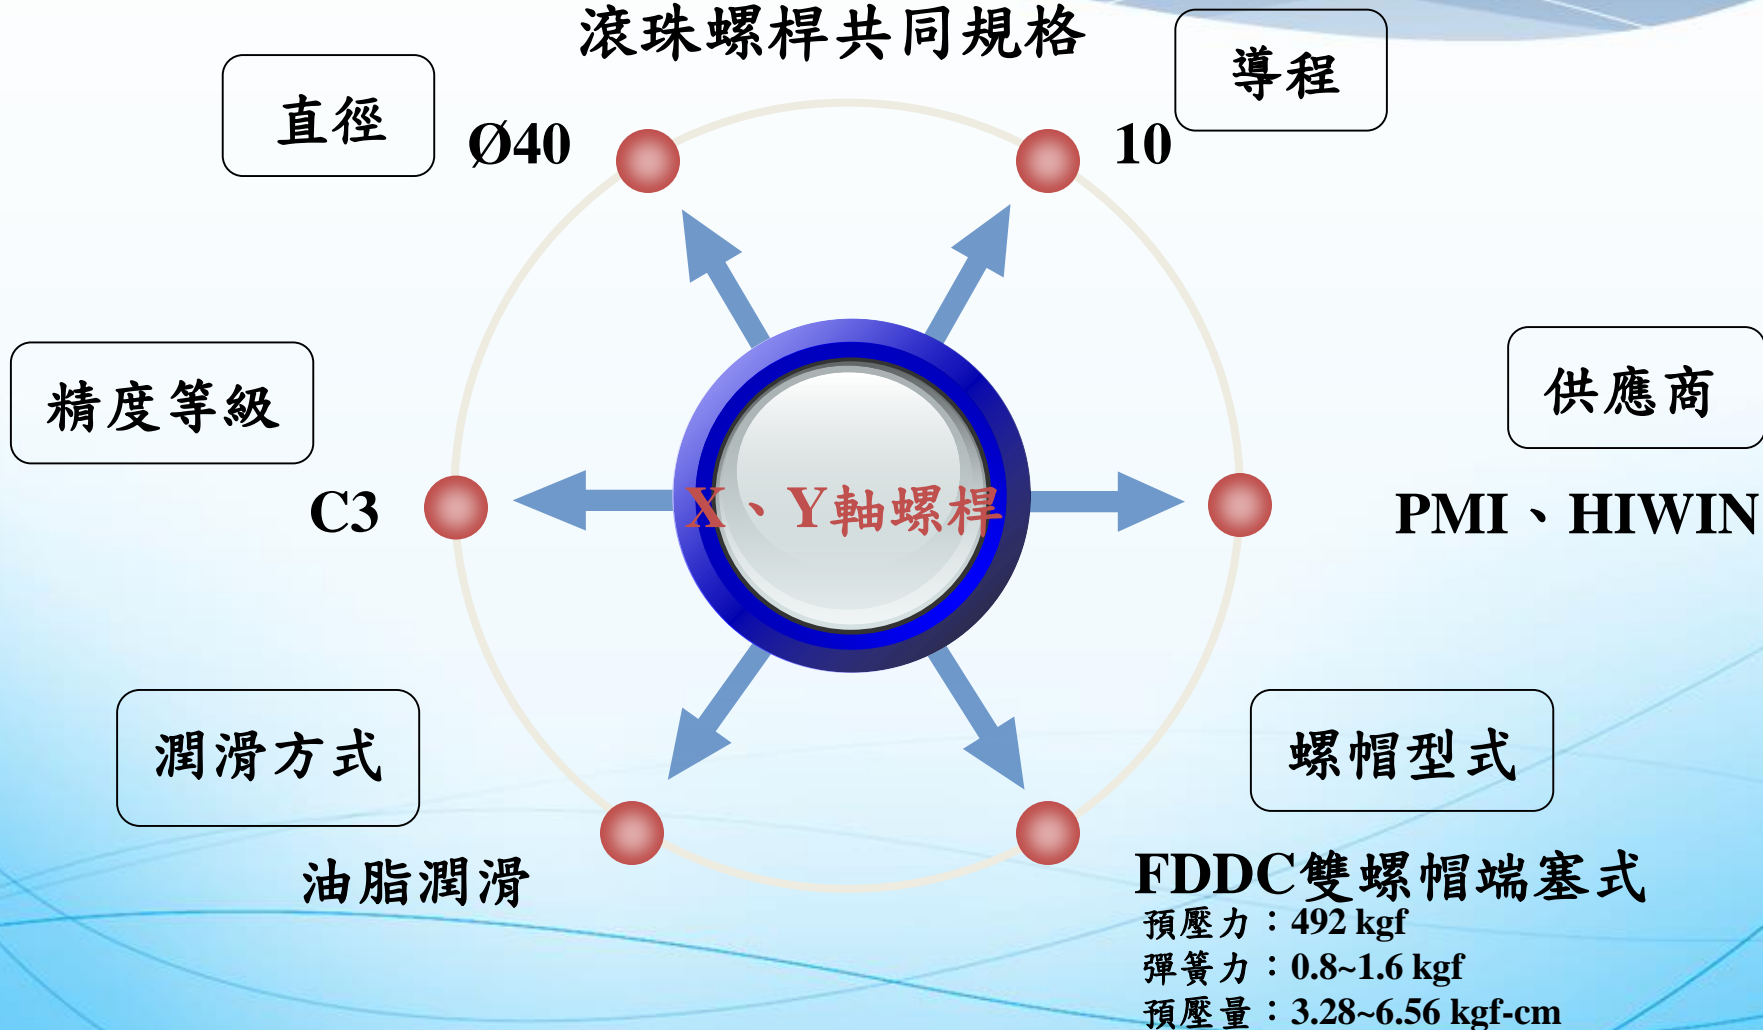 滾珠螺桿共同規格
直徑
Ø40
導程
10
精度等級
C3
供應商
PMI、HIWIN
X、Y軸螺桿
潤滑方式
油脂潤滑
螺帽型式
FDDC雙螺帽端塞式
預壓力：492 kgf
彈簧力：0.8~1.6 kgf
預壓量：3.28~6.56 kgf-cm